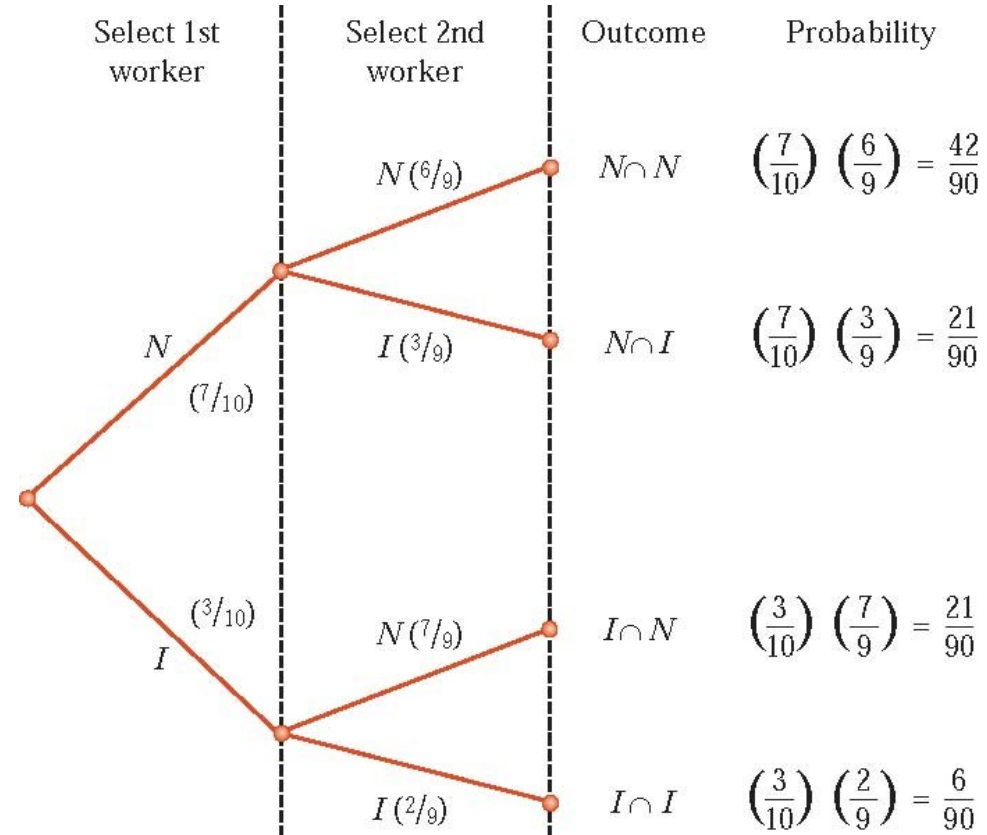 Select 1st worker
Select 2nd worker
Outcome
Probability
N (6/9)
N∩N
(7/10) (6/9) = 42/90
N
(7/10)
I (3/9)
N∩I
(7/10) (3/9) = 21/90
(3/10)
I
N (7/9)
I∩N
(3/10) (7/9) = 21/90
I (2/9)
I∩I
(3/10) (2/9) = 6/90